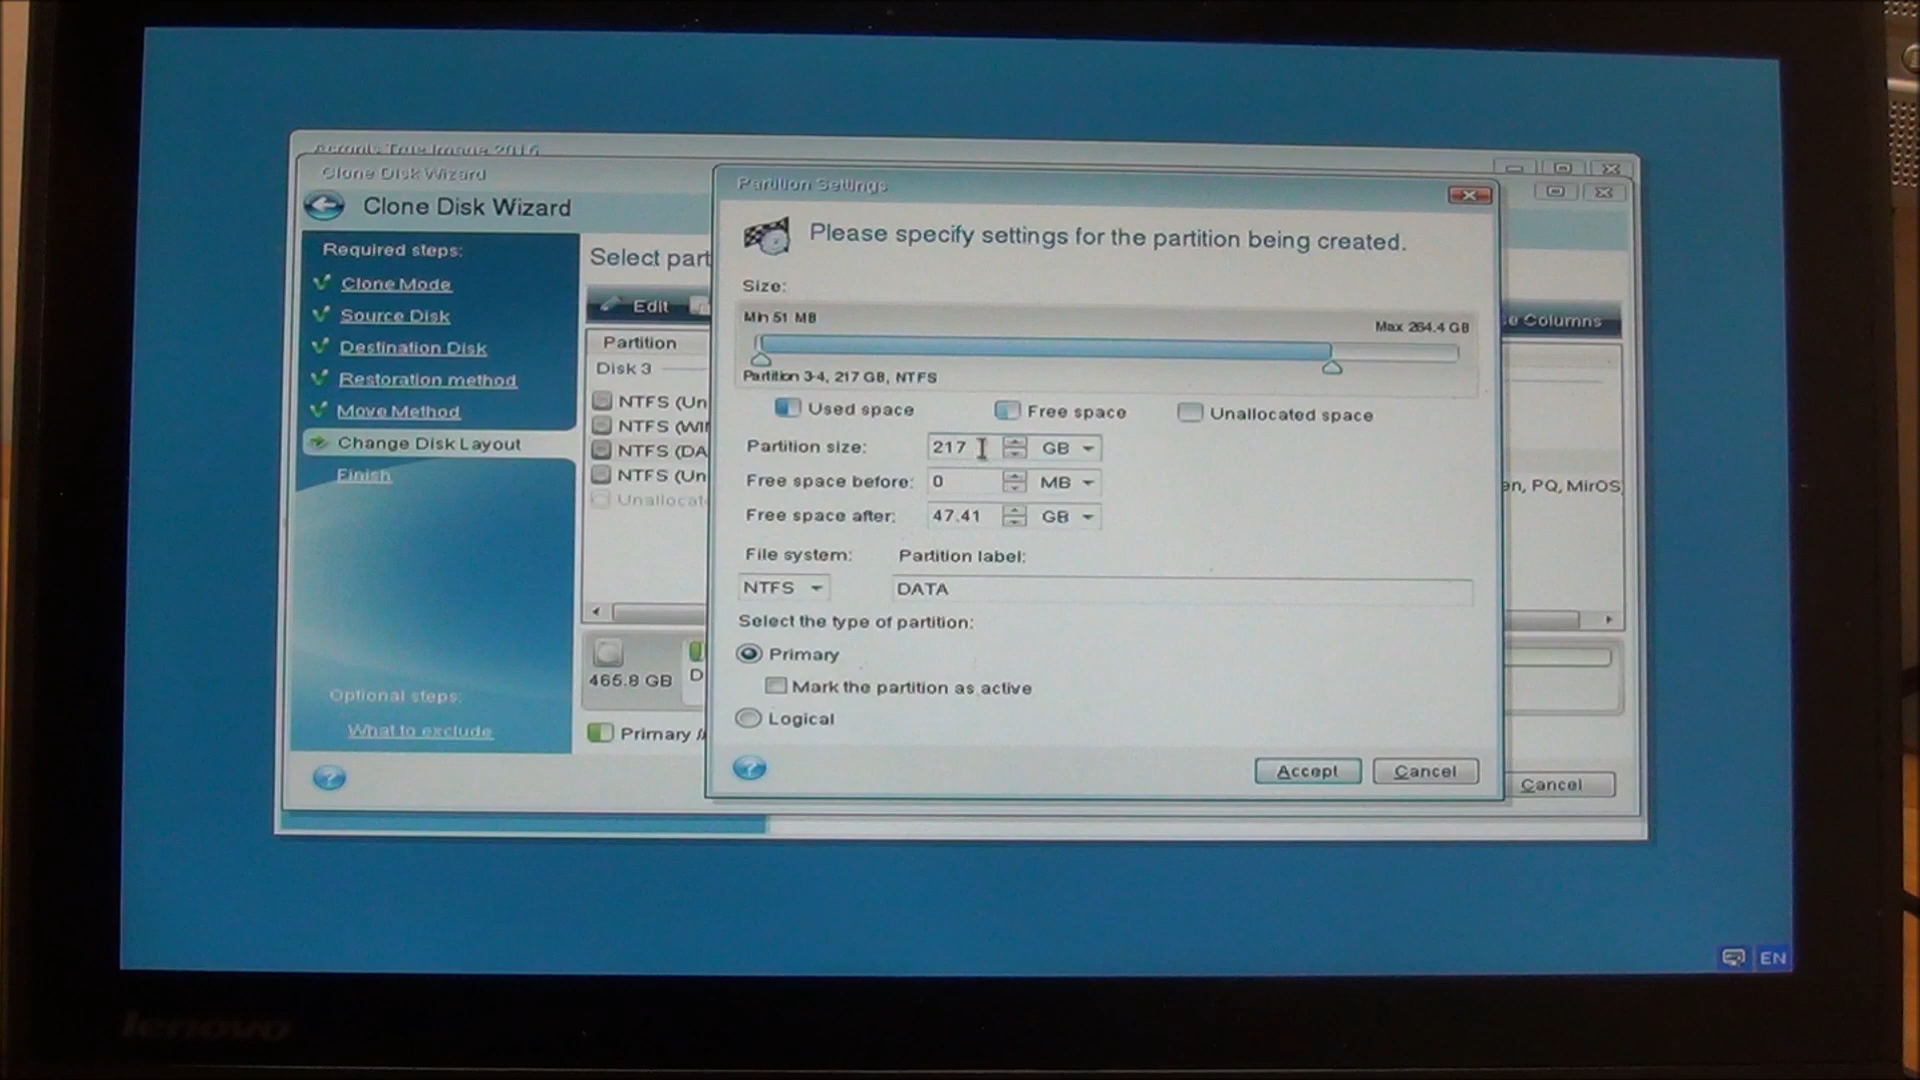 Acronis True Image 2016
Clone Disk Wizard
Clone Disk Wizard
Required steps:
Clone Mode
Source Disk
Destination Disk
Restoration method
Move Method
Change Disk Layout
Finish
Optional steps:
What to exclude
Select part
Edit
e Columns
Partition
Disk 3
NTFS (Un
NTFS (WIN
NTFS (DA
NTFS (Un
Unallocat
en, PQ, MirOS
465.8 GB
D
Primary //
Cancel
Partition Settings
Please specify settings for the partition being created.
Size:
Min 51 MB
Max 264.4 GB
Partition 3-4, 217 GB, NTFS
Used space
Free space
Unallocated space
Partition size:
217
GB
Free space before:
0
MB
Free space after:
47.41
GB
File system:
Partition label:
NTFS
DATA
Select the type of partition:
Primary
Mark the partition as active
Logical
Accept
Cancel
EN
lenovo